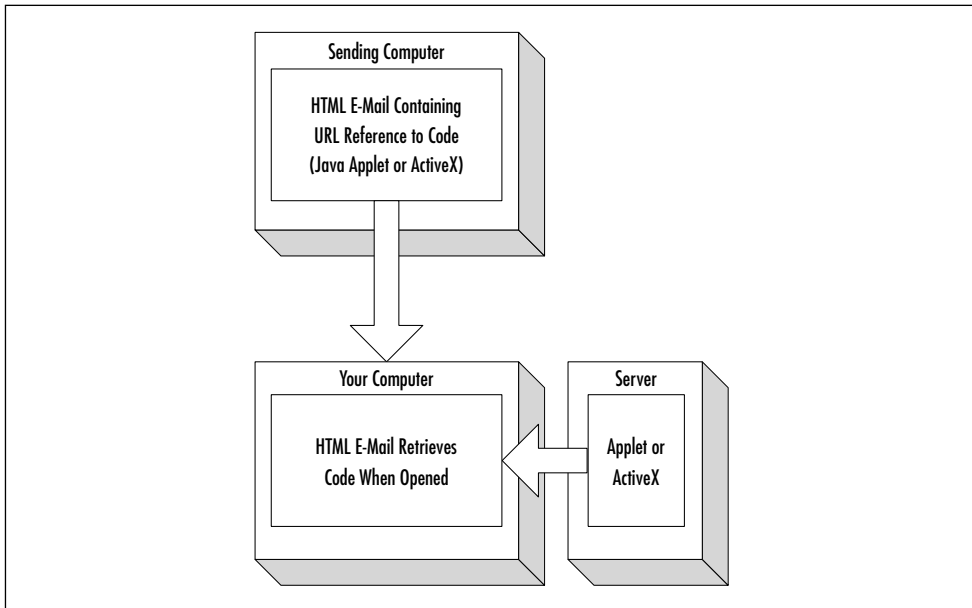 Sending Computer
HTML E-Mail Containing
URL Reference to Code
(Java Applet or ActiveX)
Your Computer
HTML E-Mail Retrieves
Code When Opened
Server
Applet or
ActiveX